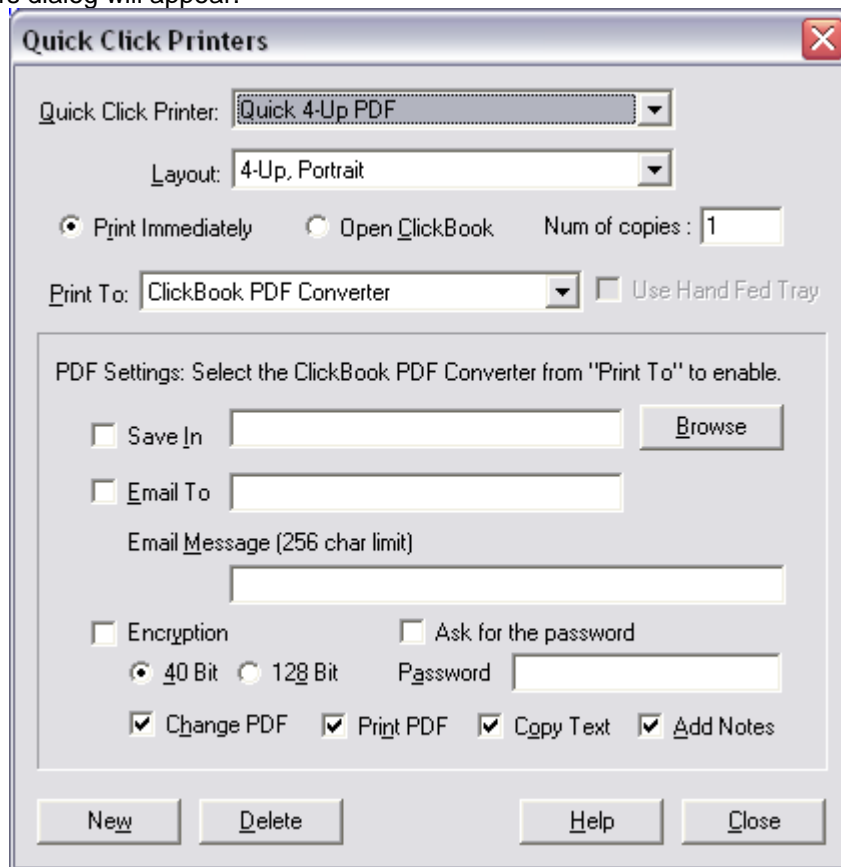 dialog will appear.
Quick Click Printers
Quick Click Printer: Quick 4-Up PDF
Layout: 4-Up, Portrait
Print Immediately Open ClickBook Num of copies : 1
Print To: ClickBook PDF Converter Use Hand Fed Tray
PDF Settings: Select the ClickBook PDF Converter from "Print To" to enable.
Save In Browse
Email To
Email Message (256 char limit)
Encryption Ask for the password
40 Bit 128 Bit Password
Change PDF Print PDF Copy Text Add Notes
New Delete Help Close